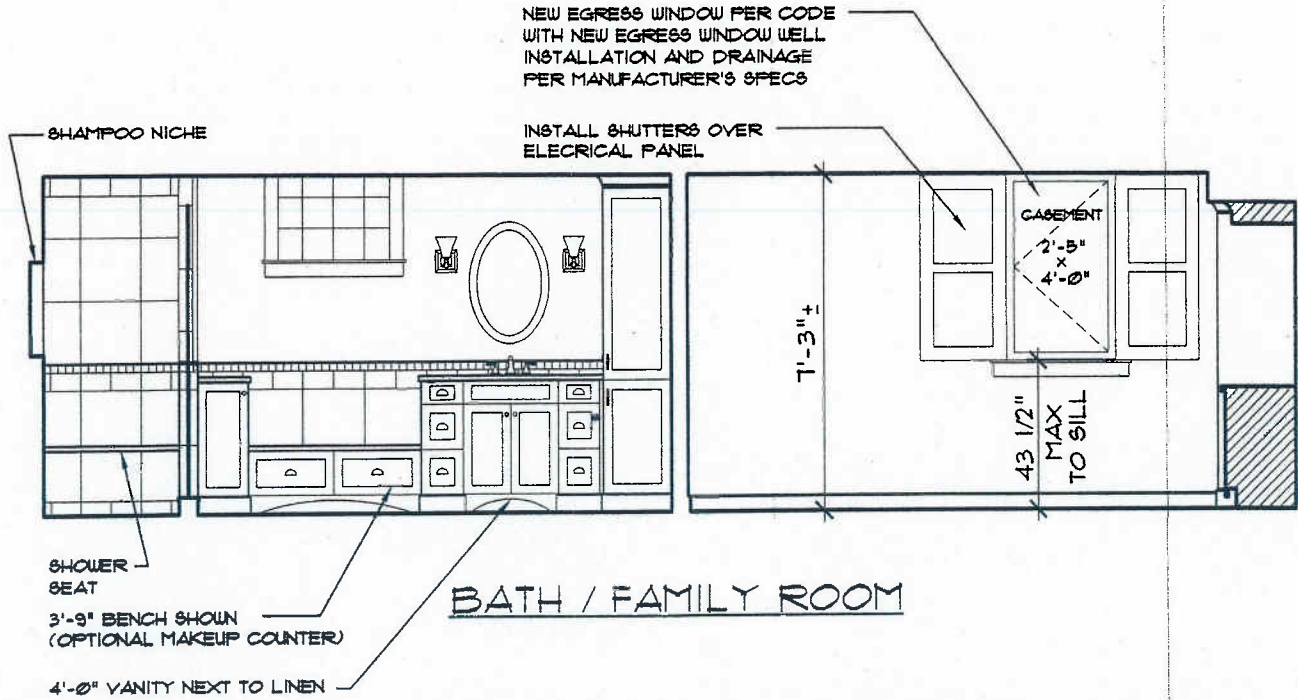 NEW EGRESS WINDOW PER CODE
WITH NEW EGRESS WINDOW WELL
INSTALLATION AND DRAINAGE
PER MANUFACTURER'S SPECS
SHAMPOO NICHE
INSTALL SHUTTERS OVER
ELECRICAL PANEL
CASEMENT
2'-5"
x
4'-0"
7'-3"±
43 1/2"
MAX
TO SILL
SHOWER
SEAT
3'-9" BENCH SHOWN
(OPTIONAL MAKEUP COUNTER)
4'-0" VANITY NEXT TO LINEN
BATH / FAMILY ROOM